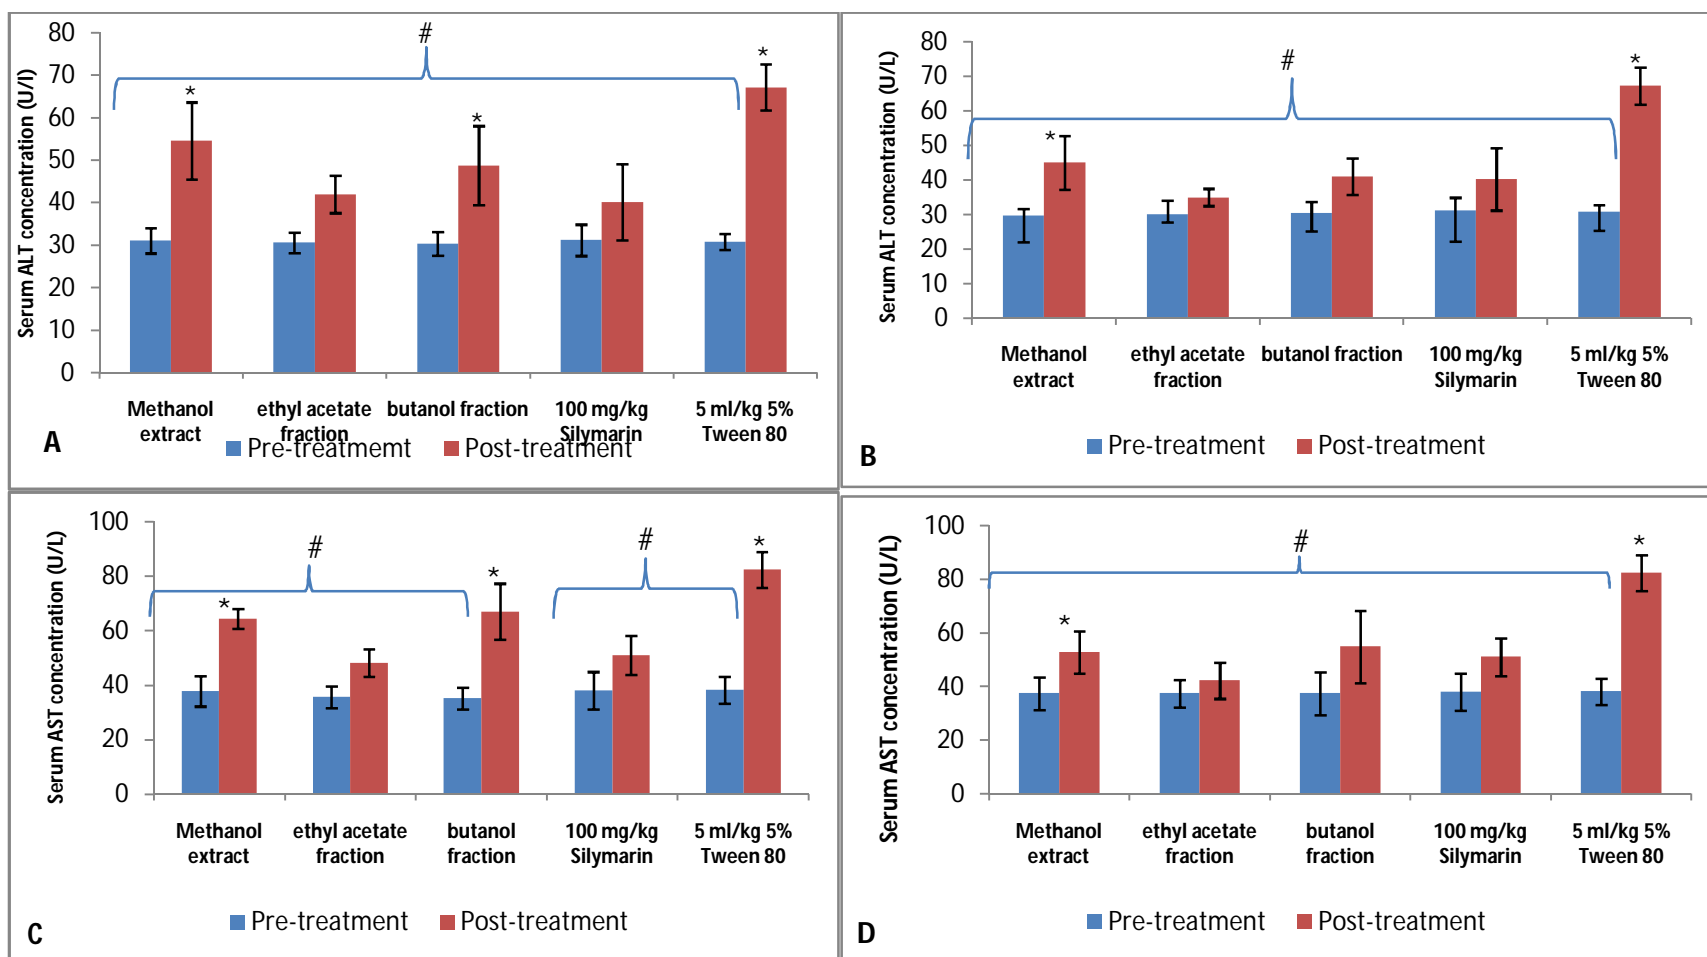 #
80
70
60
50
40
30
20
10
0
Serum ALT concentration (U/l)
*
*
*
Methanol extract
ethyl acetate fraction
butanol fraction
100 mg/kg Silymarin
5 ml/kg 5% Tween 80
Pre-treatmemt
Post-treatment
A
#
80
70
60
50
40
30
20
10
0
Serum ALT concentration (U/L)
*
*
Methanol extract
ethyl acetate fraction
butanol fraction
100 mg/kg Silymarin
5 ml/kg 5% Tween 80
Pre-treatment
Post-treatment
B
#
#
100
80
60
40
20
0
Serum AST concentration (U/L)
*
*
*
Methanol extract
ethyl acetate fraction
butanol fraction
100 mg/kg Silymarin
5 ml/kg 5% Tween 80
Pre-treatment
Post-treatment
C
#
100
80
60
40
20
0
Serum AST concentration (U/L)
*
*
Methanol extract
ethyl acetate fraction
butanol fraction
100 mg/kg Silymarin
5 ml/kg 5% Tween 80
Pre-treatment
Post-treatment
D